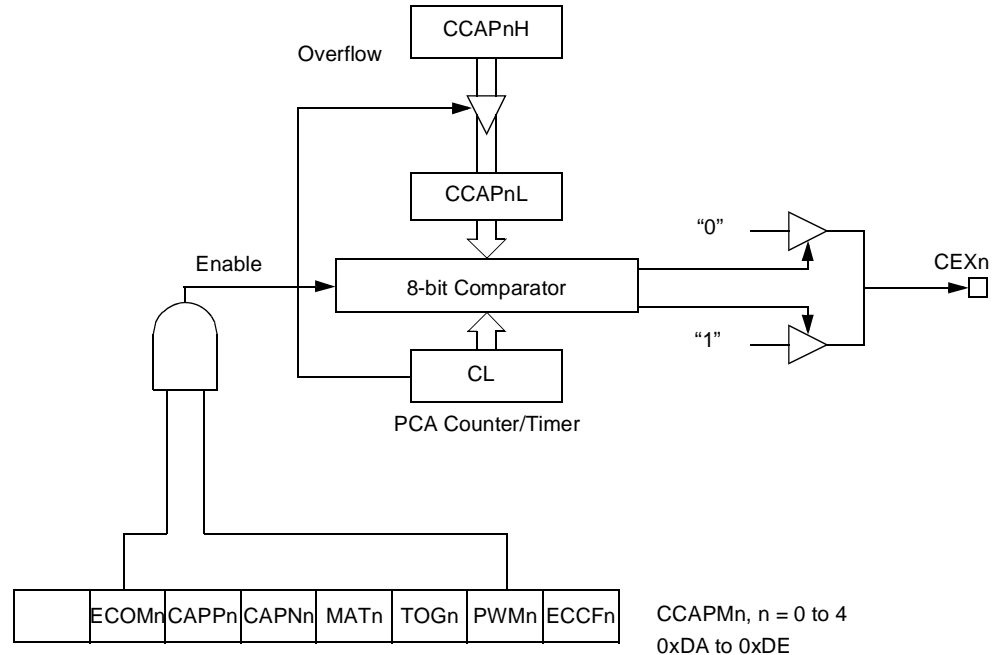 CCAPnH
Overflow
CCAPnL
“0”
Enable
CEXn
8-bit Comparator
“1”
CL
PCA Counter/Timer
ECOMn CAPPn CAPNn MATn TOGn PWMn ECCFn
CCAPMn, n = 0 to 4
0xDA to 0xDE